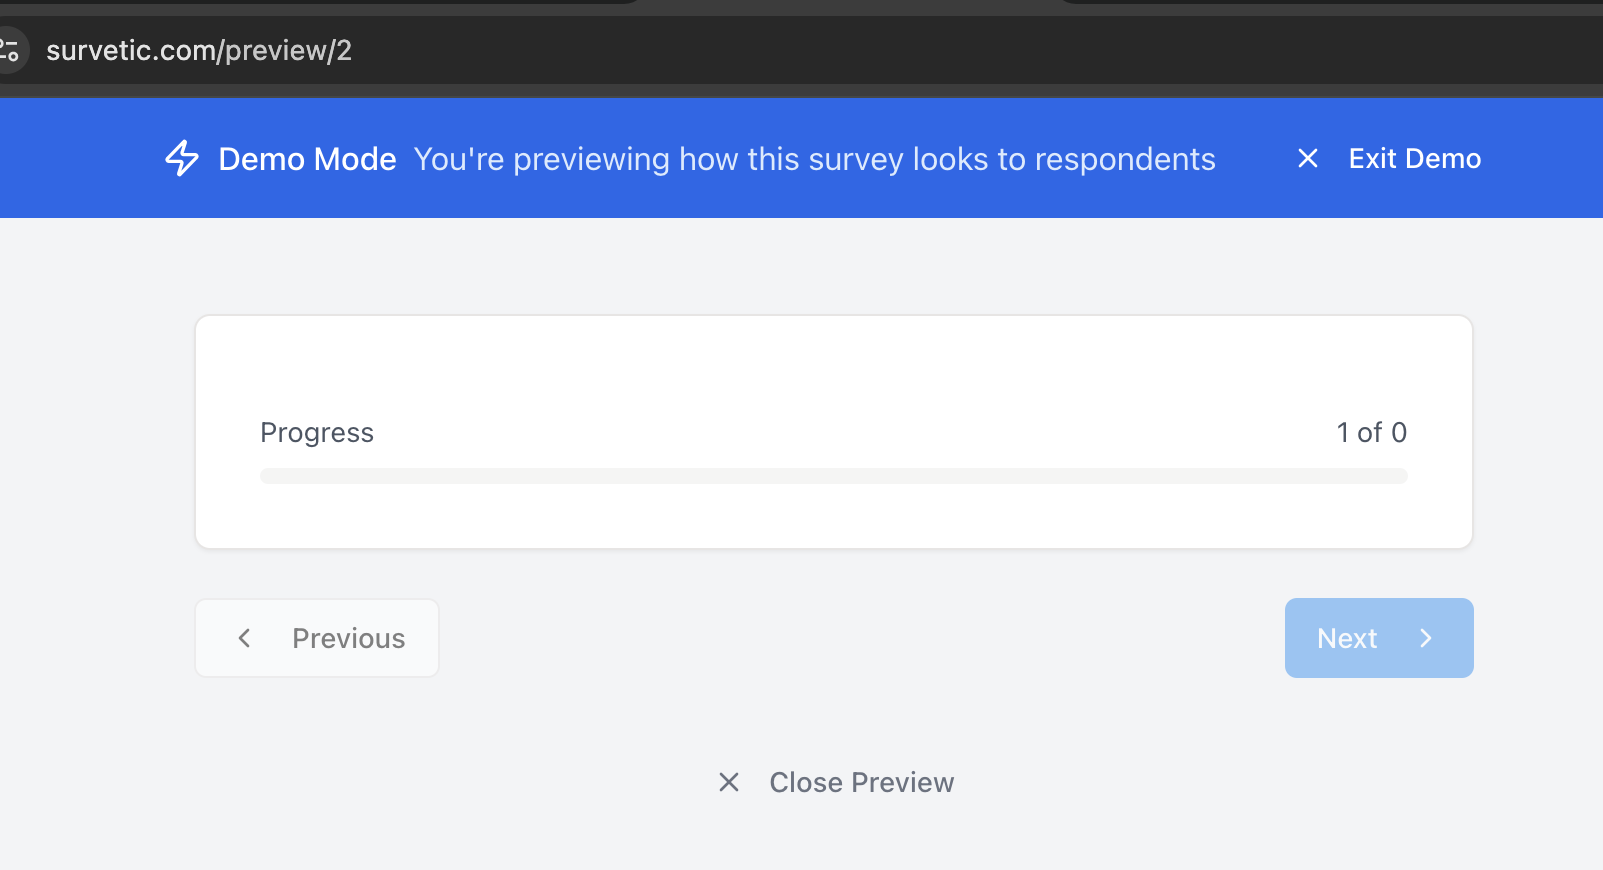 survetic.com/preview/2
Demo Mode You're previewing how this survey looks to respondents Exit Demo
Progress 1 of 0
Previous Next
Close Preview